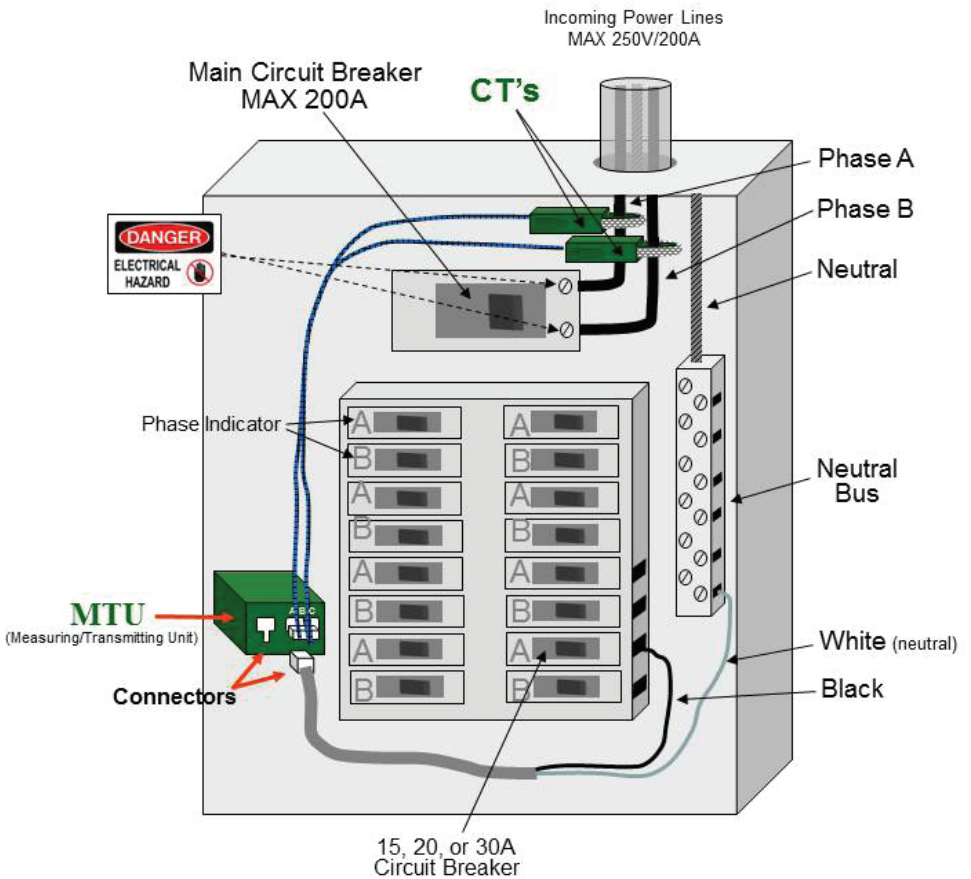 Incoming Power Lines
MAX 250V/200A
Main Circuit Breaker
MAX 200A
CT's
Phase A
Phase B
Neutral
DANGER
ELECTRICAL
HAZARD
Phase Indicator
A
B
A
B
A
B
A
B
A
B
A
B
A
B
A
B
Neutral
Bus
MTU
(Measuring/Transmitting Unit)
A B C
Connectors
White (neutral)
Black
15, 20, or 30A
Circuit Breaker